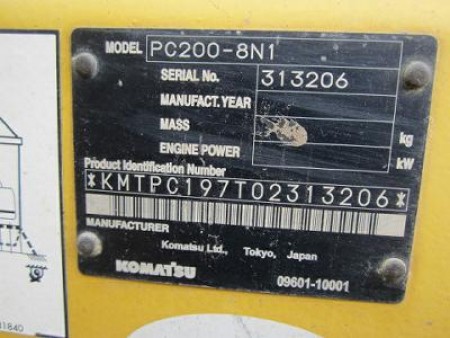 MODEL PC200-8N1
SERIAL No. 313206
MANUFACT.YEAR
MASS kg
ENGINE POWER kW
Product Identification Number
*KMTPC197T02313206*
MANUFACTURER
Komatsu Ltd., Tokyo, Japan
KOMATSU 09601-10001